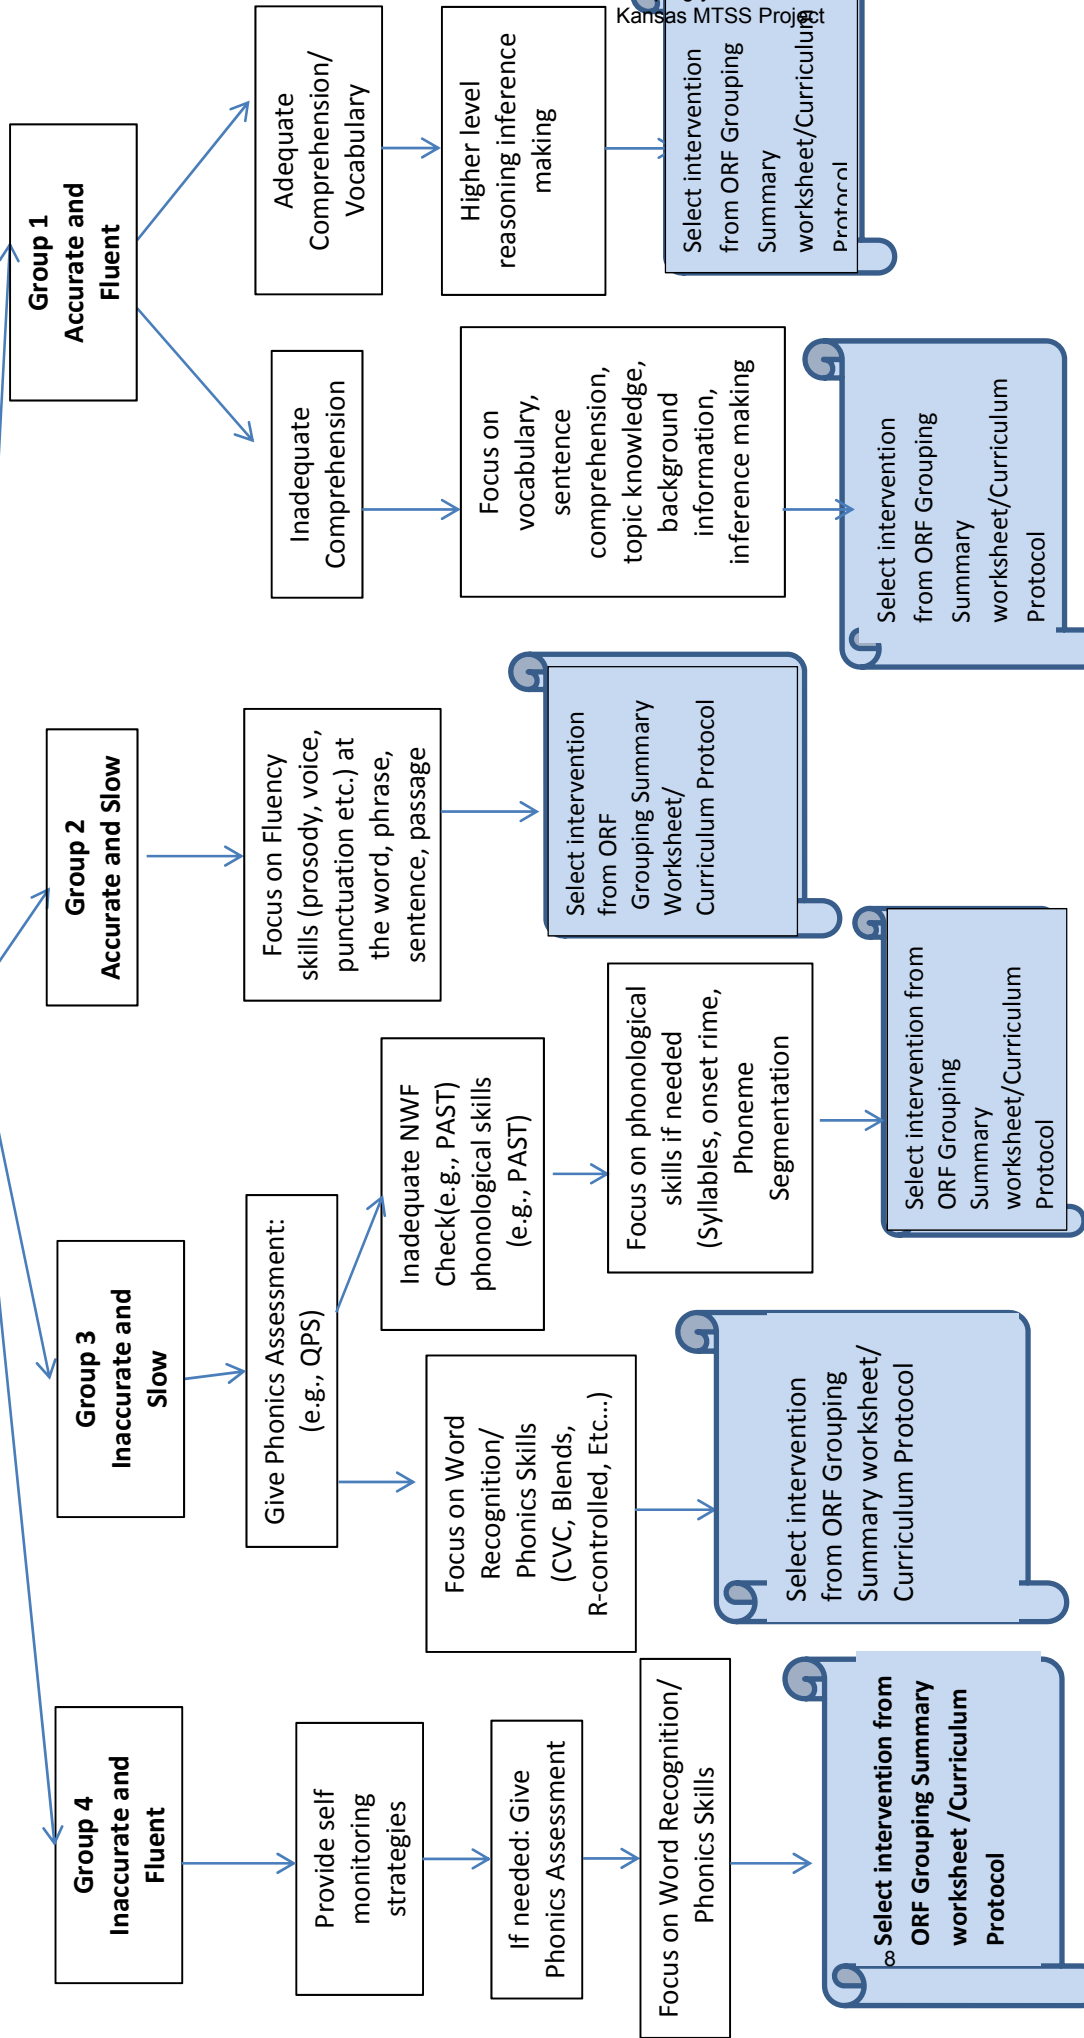 Kansas MTSS Project
Group 4
Inaccurate and
Fluent
Provide self
monitoring
strategies
If needed: Give
Phonics Assessment
Focus on Word Recognition/
Phonics Skills
Select intervention from
ORF Grouping Summary
worksheet /Curriculum
Protocol
8
Group 3
Inaccurate and
Slow
Give Phonics Assessment:
(e.g., QPS)
Focus on Word
Recognition/
Phonics Skills
(CVC, Blends,
R-controlled, Etc...)
Select intervention
from ORF Grouping
Summary worksheet/
Curriculum Protocol
Inadequate NWF
Check(e.g., PAST)
phonological skills
(e.g., PAST)
Focus on phonological
skills if needed
(Syllables, onset rime,
Phoneme
Segmentation
Select intervention from
ORF Grouping
Summary
worksheet/Curriculum
Protocol
Group 2
Accurate and Slow
Focus on Fluency
skills (prosody, voice,
punctuation etc.) at
the word, phrase,
sentence, passage
Select intervention
from ORF
Grouping Summary
Worksheet/
Curriculum Protocol
Group 1
Accurate and
Fluent
Inadequate
Comprehension
Focus on
vocabulary,
sentence
comprehension,
topic knowledge,
background
information,
inference making
Select intervention
from ORF Grouping
Summary
worksheet/Curriculum
Protocol
Adequate
Comprehension/
Vocabulary
Higher level
reasoning inference
making
Select intervention
from ORF Grouping
Summary
worksheet/Curriculum
Protocol